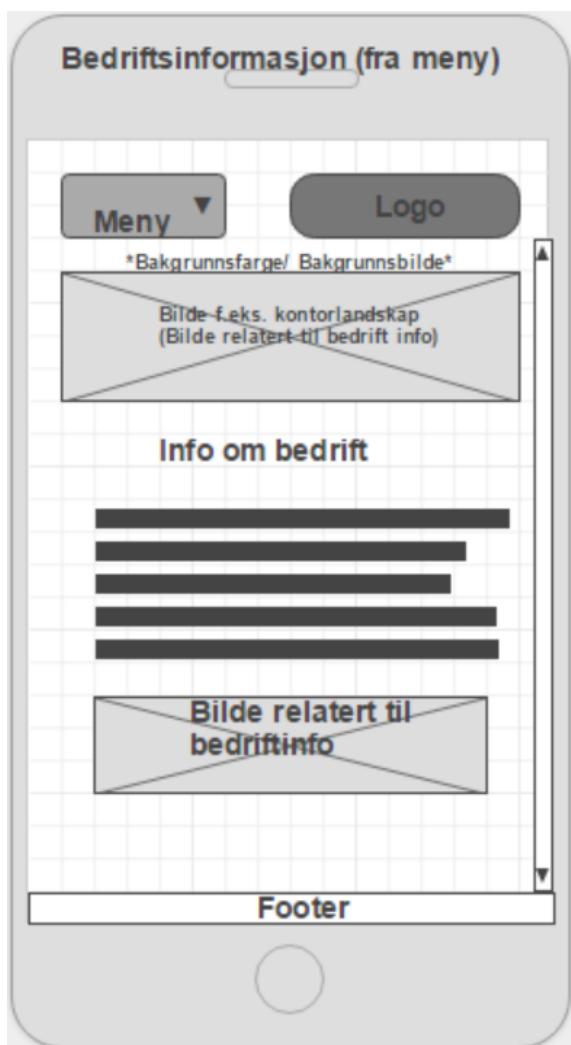 Bedriftsinformasjon (fra meny)
Meny
Logo
*Bakgrunnsfarge/ Bakgrunnsbilde*
Bilde f.eks. kontorlandskap
(Bilde relatert til bedrift info)
Info om bedrift
Bilde relatert til
bedriftinfo
Footer